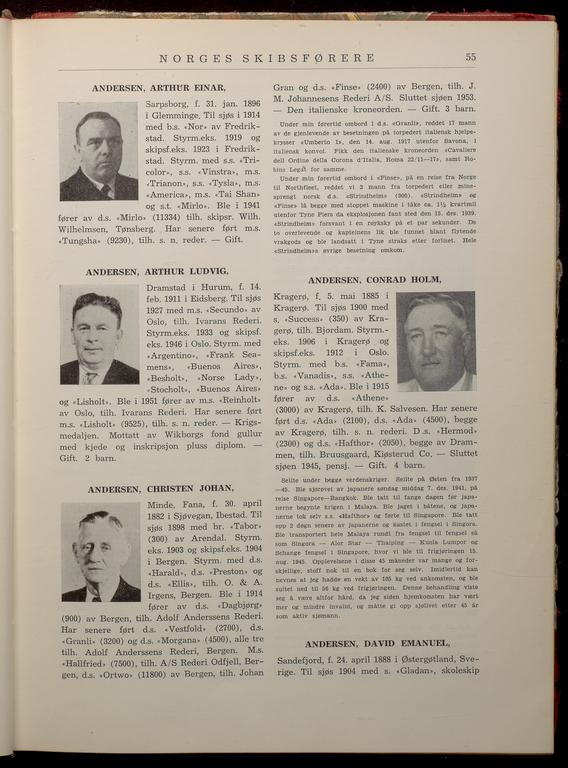 NORGES SKIBSFØRERE 55
ANDERSEN, ARTHUR EINAR,
Sarpsborg, f. 31. jan. 1896
i Glemminge. Til sjøs i 1914
med b.s. «Nor» av Fredrik-
stad. Styrm.eks. 1919 og
skipsf.eks. 1923 i Fredrik-
stad. Styrm. med s.s. «Tri-
color», s.s. «Vinstra», m.s.
«Trianon», s.s. «Tysla», m.s.
«America», m.s. «Tai Shan»
og s.t. «Mirlo». Ble i 1941
fører av d.s. «Mirlo» (11334) tilh. skipsr. Wilh.
Wilhelmsen, Tønsberg. Har senere ført m.s.
«Tungsha» (9230), tilh. s. n. reder. — Gift.
ANDERSEN, ARTHUR LUDVIG,
Dramstad i Hurum, f. 14.
feb. 1911 i Eidsberg. Til sjøs
1927 med m.s. «Secundo» av
Oslo, tilh. Ivarans Rederi.
Styrm.eks. 1933 og skipsf.
eks. 1946 i Oslo. Styrm. med
«Argentino», «Frank Sea-
mens», «Buenos Aires»,
«Besholt», «Norse Lady»,
«Stocholt», «Buenos Aires»
og «Lisholt». Ble i 1951 fører av m.s. «Reinholt»
av Oslo, tilh. Ivarans Rederi. Har senere ført
m.s. «Lisholt» (9525), tilh. s. n. reder. — Krigs-
medaljen. Mottatt av Wikborgs fond gullur
med kjede og inskripsjon pluss diplom. —
Gift. 2 barn.
ANDERSEN, CHRISTEN JOHAN,
Minde, Fana, f. 30. april
1882 i Sjøvegan, Ibestad. Til
sjøs 1898 med br. «Tabor»
(300) av Arendal. Styrm.
eks. 1903 og skipsf.eks. 1904
i Bergen. Styrm. med d.s.
«Harald», d.s. «Preston» og
d.s. «Ellis», tilh. O. & A.
Irgens, Bergen. Ble i 1914
fører av d.s. «Dagbjørg»
(900) av Bergen, tilh. Adolf Anderssens Rederi.
Har senere ført d.s. «Vestfold» (2700), d.s.
«Granli» (3200) og d.s. «Morgana» (4500), alle tre
tilh. Adolf Anderssens Rederi, Bergen. M.s.
«Hallfried» (7500), tilh. A/S Rederi Odfjell, Ber-
gen, d.s. «Ortwo» (11800) av Bergen, tilh. Johan
Gran og d.s. «Finse» (2400) av Bergen, tilh. J.
M. Johannesens Rederi A/S. Sluttet sjøen 1953.
— Den italienske kroneorden. — Gift. 3 barn.
Under min førertid ombord i d.s. «Granli», reddet 17 mann
av de gjenlevende av besetningen på torpedert italiensk hjelpe-
krysser «Umberto I», den 14. aug. 1917 utenfor Savona, i
italiensk konvoi. Fikk den italienske kroneorden «Cavaliere
dell Ordine della Corona d'Italia, Roma 22/11—17», samt Ro-
bins Legat for samme.
Under min førertid ombord i «Finse», på en reise fra Norge
til Northfleet, reddet vi 2 mann fra torpedert eller mine-
sprengt norsk d.s. «Strindheim» (900). «Strindheim» og
«Finse» lå begge med stoppet maskine i tåke ca. 1½ kvartmil
utenfor Tyne Piers da eksplosjonen fant sted den 15. des. 1939.
«Strindheim» forsvant i en røyksky på et par sekunder. De
to overlevende og kapteinens lik ble funnet blant flytende
vrakgods og ble landsatt i Tyne straks etter forliset. Hele
«Strindheim»s øvrige besetning omkom.
ANDERSEN, CONRAD HOLM,
Kragerø, f. 5. mai 1885 i
Kragerø. Til sjøs 1900 med
s. «Success» (350) av Kra-
gerø, tilh. Bjordam. Styrm.-
eks. 1906 i Kragerø og
skipsf.eks. 1912 i Oslo.
Styrm. med b.s. «Fama»,
b.s. «Vanadis», s.s. «Athe-
ne» og s.s. «Ada». Ble i 1915
fører av d.s. «Athene»
(3000) av Kragerø, tilh. K. Salvesen. Har senere
ført d.s. «Ada» (2100), d.s. «Ada» (4500), begge
av Kragerø, tilh. s. n. rederi. D.s. «Hermod»
(2300) og d.s. «Hafthor» (2050), begge av Dram-
men, tilh. Bruusgaard, Kiøsterud Co. — Sluttet
sjøen 1945, pensj. — Gift. 4 barn.
Seilte under begge verdenskriger. Seilte på Østen fra 1937
—45. Ble sjørøvet av japanere søndag middag 7. des. 1941, på
reise Singapore—Bangkok. Ble tatt til fange dagen før japa-
nerne begynte krigen i Malaya. Ble jaget i båtene, og japa-
nerne tok selv s.s. «Hafthor» og førte til Singapore. Ble tatt
opp 2 døgn senere av japanerne og kastet i fengsel i Singora.
Ble transportert hele Malaya rundt fra fengsel til fengsel så
som Singora — Alor Star — Thaiping — Kuala Lumpor og
Schange fengsel i Singapore, hvor vi ble til frigjøringen 15.
aug. 1945. Opplevelsene i disse 45 måneder var mange og for-
skjellige, stoff nok til en bok for seg selv. Imidlertid kan
nevnes at jeg hadde en vekt av 105 kg ved ankomsten, og ble
sultet ned til 56 kg ved frigjøringen. Denne behandling viste
seg å være altfor hård, da jeg siden hjemkomsten har vært
mer og mindre invalid, og måtte gi opp sjølivet etter 45 år
som aktiv sjømann.
ANDERSEN, DAVID EMANUEL,
Sandefjord, f. 24. april 1888 i Østergøtland, Sve-
rige. Til sjøs 1904 med s. «Gladan», skoleskip